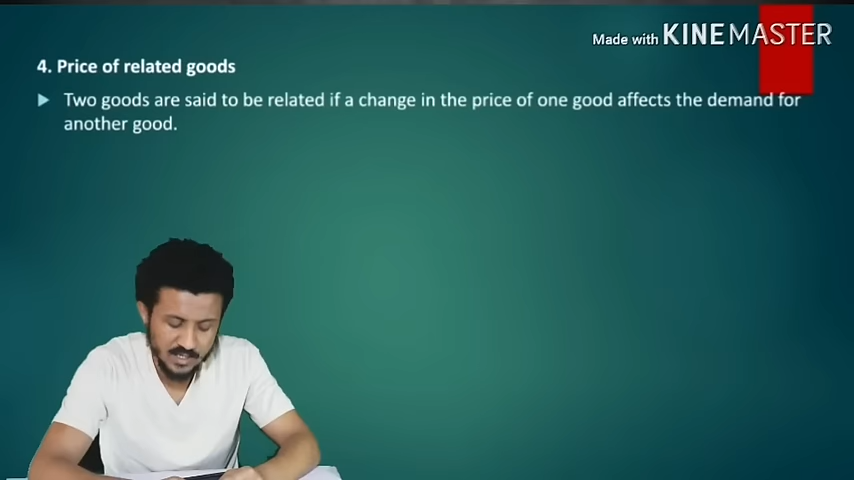 Made with KINEMASTER
4. Price of related goods
Two goods are said to be related if a change in the price of one good affects the demand for
another good.